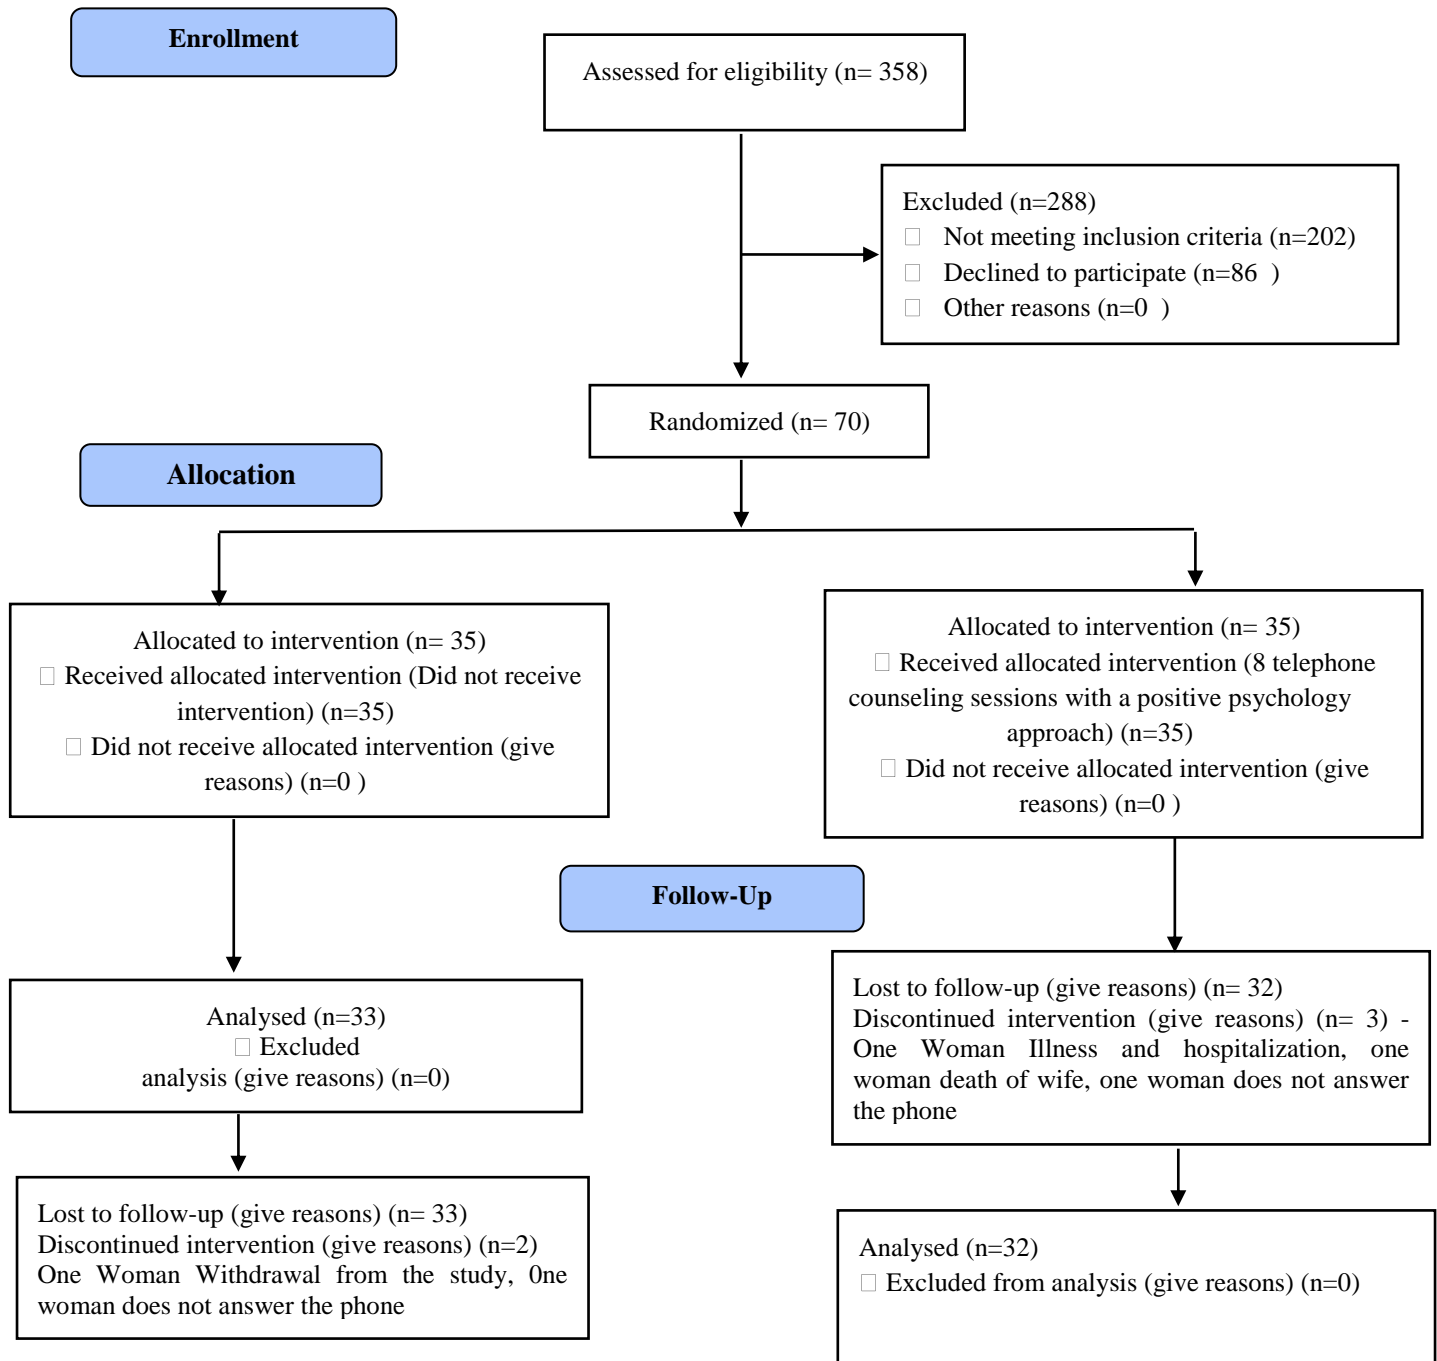 Enrollment
Assessed for eligibility (n= 358)
Excluded (n=288)
□ Not meeting inclusion criteria (n=202)
□ Declined to participate (n=86 )
□ Other reasons (n=0 )
Randomized (n= 70)
Allocation
Allocated to intervention (n= 35)
□ Received allocated intervention (Did not receive
intervention) (n=35)
□ Did not receive allocated intervention (give
reasons) (n=0 )
Allocated to intervention (n= 35)
□ Received allocated intervention (8 telephone
counseling sessions with a positive psychology
approach) (n=35)
□ Did not receive allocated intervention (give
reasons) (n=0 )
Follow-Up
Analysed (n=33)
□ Excluded
analysis (give reasons) (n=0)
Lost to follow-up (give reasons) (n= 32)
Discontinued intervention (give reasons) (n= 3) -
One Woman Illness and hospitalization, one
woman death of wife, one woman does not answer
the phone
Lost to follow-up (give reasons) (n= 33)
Discontinued intervention (give reasons) (n=2)
One Woman Withdrawal from the study, 0ne
woman does not answer the phone
Analysed (n=32)
□ Excluded from analysis (give reasons) (n=0)